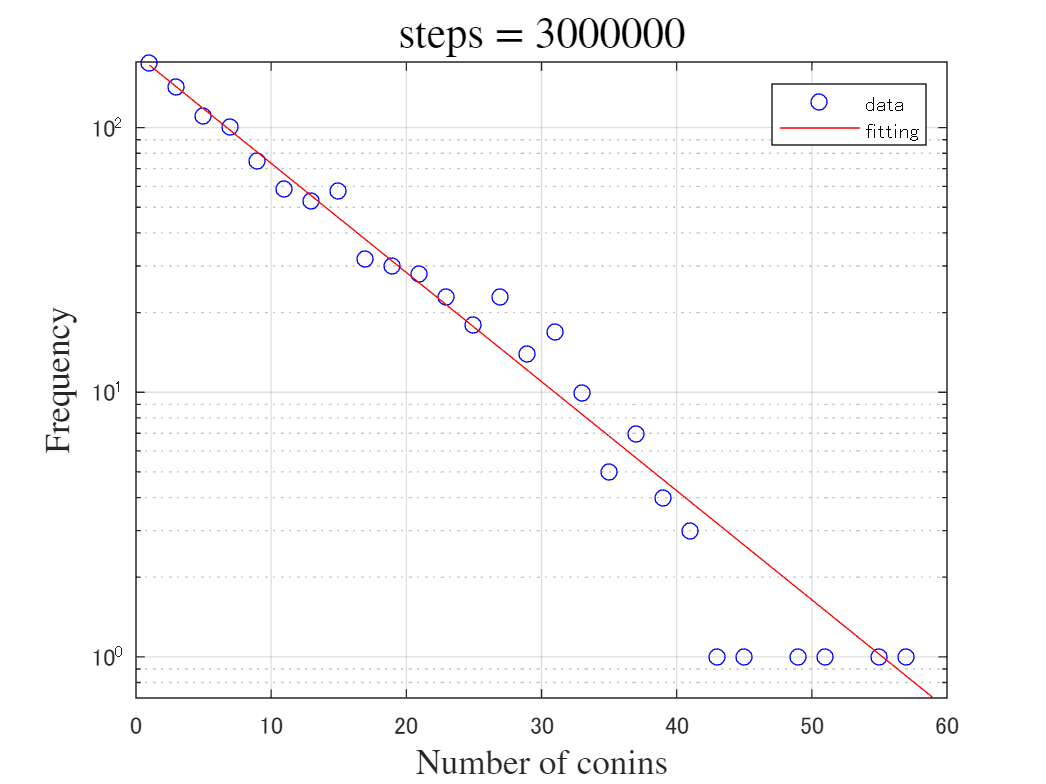 steps = 3000000
data
fitting
10²
10¹
10⁰
Frequency
0 10 20 30 40 50 60
Number of conins